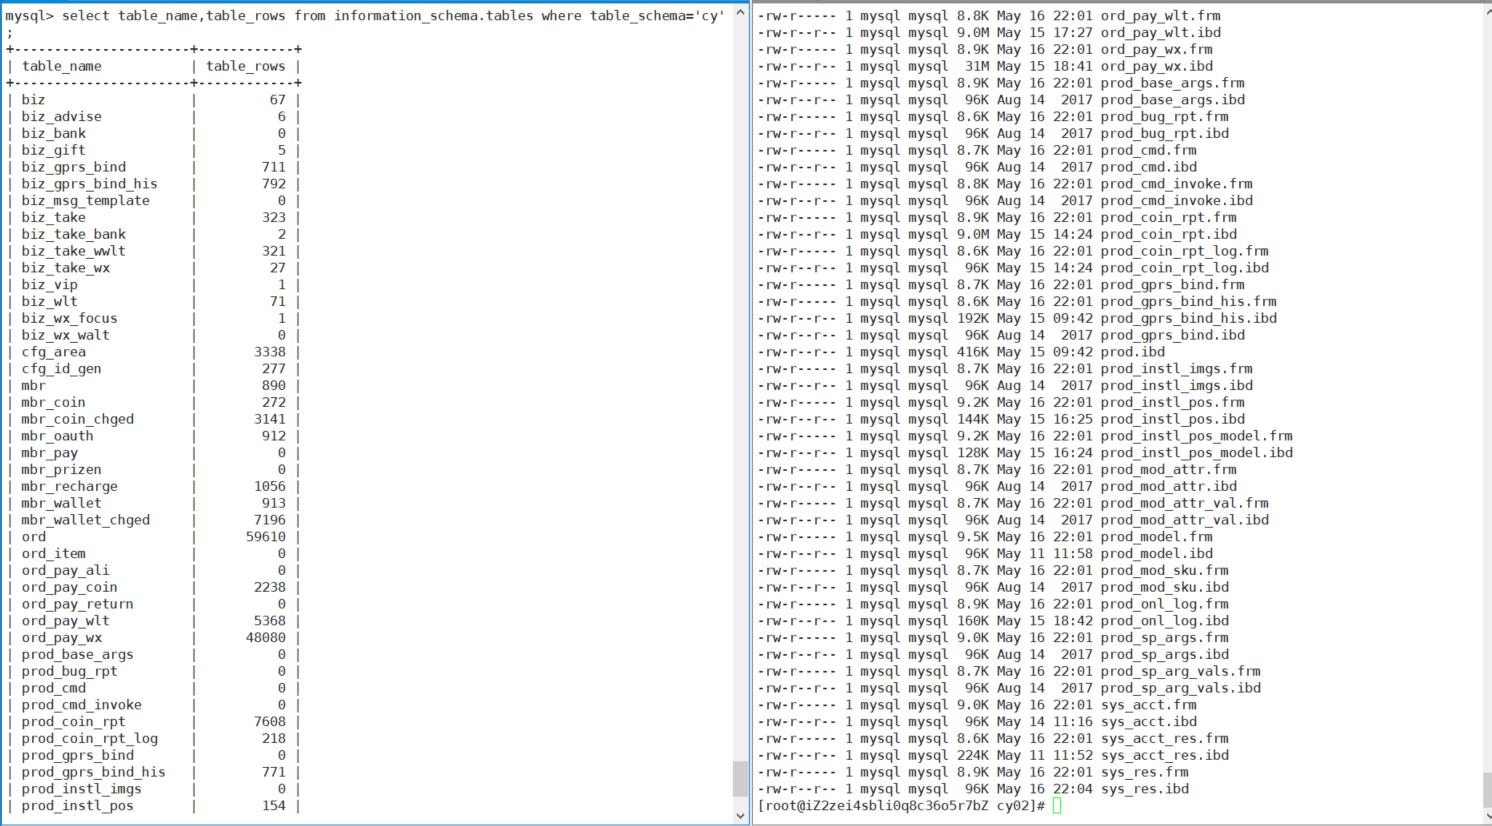 mysql> select table_name,table_rows from information_schema.tables where table_schema='cy'
;
+----------------------+------------+
| table_name           | table_rows |
+----------------------+------------+
| biz                  |         67 |
| biz_advise           |          6 |
| biz_bank             |          0 |
| biz_gift             |          5 |
| biz_gprs_bind        |        711 |
| biz_gprs_bind_his    |        792 |
| biz_msg_template     |          0 |
| biz_take             |        323 |
| biz_take_bank        |          2 |
| biz_take_wwlt        |        321 |
| biz_take_wx          |         27 |
| biz_vip              |          1 |
| biz_wlt              |         71 |
| biz_wx_focus         |          1 |
| biz_wx_walt          |          0 |
| cfg_area             |       3338 |
| cfg_id_gen           |        277 |
| mbr                  |        890 |
| mbr_coin             |        272 |
| mbr_coin_chged       |       3141 |
| mbr_oauth            |        912 |
| mbr_pay              |          0 |
| mbr_prizen           |          0 |
| mbr_recharge         |       1056 |
| mbr_wallet           |        913 |
| mbr_wallet_chged     |       7196 |
| ord                  |      59610 |
| ord_item             |          0 |
| ord_pay_ali          |          0 |
| ord_pay_coin         |       2238 |
| ord_pay_return       |          0 |
| ord_pay_wlt          |       5368 |
| ord_pay_wx           |      48080 |
| prod_base_args       |          0 |
| prod_bug_rpt         |          0 |
| prod_cmd             |          0 |
| prod_cmd_invoke      |          0 |
| prod_coin_rpt        |       7608 |
| prod_coin_rpt_log    |        218 |
| prod_gprs_bind       |          0 |
| prod_gprs_bind_his   |        771 |
| prod_instl_imgs      |          0 |
| prod_instl_pos       |        154 |
-rw-r----- 1 mysql mysql 8.8K May 16 22:01 ord_pay_wlt.frm
-rw-r--r-- 1 mysql mysql 9.0M May 15 17:27 ord_pay_wlt.ibd
-rw-r----- 1 mysql mysql 8.9K May 16 22:01 ord_pay_wx.frm
-rw-r--r-- 1 mysql mysql  31M May 15 18:41 ord_pay_wx.ibd
-rw-r----- 1 mysql mysql 8.9K May 16 22:01 prod_base_args.frm
-rw-r--r-- 1 mysql mysql  96K Aug 14  2017 prod_base_args.ibd
-rw-r----- 1 mysql mysql 8.6K May 16 22:01 prod_bug_rpt.frm
-rw-r--r-- 1 mysql mysql  96K Aug 14  2017 prod_bug_rpt.ibd
-rw-r----- 1 mysql mysql 8.7K May 16 22:01 prod_cmd.frm
-rw-r--r-- 1 mysql mysql  96K Aug 14  2017 prod_cmd.ibd
-rw-r----- 1 mysql mysql 8.8K May 16 22:01 prod_cmd_invoke.frm
-rw-r--r-- 1 mysql mysql  96K Aug 14  2017 prod_cmd_invoke.ibd
-rw-r----- 1 mysql mysql 8.9K May 16 22:01 prod_coin_rpt.frm
-rw-r--r-- 1 mysql mysql 9.0M May 15 14:24 prod_coin_rpt.ibd
-rw-r----- 1 mysql mysql 8.6K May 16 22:01 prod_coin_rpt_log.frm
-rw-r--r-- 1 mysql mysql  96K May 15 14:24 prod_coin_rpt_log.ibd
-rw-r----- 1 mysql mysql 8.7K May 16 22:01 prod_gprs_bind.frm
-rw-r----- 1 mysql mysql 8.6K May 16 22:01 prod_gprs_bind_his.frm
-rw-r--r-- 1 mysql mysql 192K May 15 09:42 prod_gprs_bind_his.ibd
-rw-r--r-- 1 mysql mysql  96K Aug 14  2017 prod_gprs_bind.ibd
-rw-r--r-- 1 mysql mysql 416K May 15 09:42 prod.ibd
-rw-r----- 1 mysql mysql 8.7K May 16 22:01 prod_instl_imgs.frm
-rw-r--r-- 1 mysql mysql  96K Aug 14  2017 prod_instl_imgs.ibd
-rw-r----- 1 mysql mysql 9.2K May 16 22:01 prod_instl_pos.frm
-rw-r--r-- 1 mysql mysql 144K May 15 16:25 prod_instl_pos.ibd
-rw-r----- 1 mysql mysql 9.2K May 16 22:01 prod_instl_pos_model.frm
-rw-r--r-- 1 mysql mysql 128K May 15 16:24 prod_instl_pos_model.ibd
-rw-r----- 1 mysql mysql 8.7K May 16 22:01 prod_mod_attr.frm
-rw-r--r-- 1 mysql mysql  96K Aug 14  2017 prod_mod_attr.ibd
-rw-r----- 1 mysql mysql 8.7K May 16 22:01 prod_mod_attr_val.frm
-rw-r--r-- 1 mysql mysql  96K Aug 14  2017 prod_mod_attr_val.ibd
-rw-r----- 1 mysql mysql 9.5K May 16 22:01 prod_model.frm
-rw-r--r-- 1 mysql mysql  96K May 11 11:58 prod_model.ibd
-rw-r----- 1 mysql mysql 8.7K May 16 22:01 prod_mod_sku.frm
-rw-r--r-- 1 mysql mysql  96K Aug 14  2017 prod_mod_sku.ibd
-rw-r----- 1 mysql mysql 8.9K May 16 22:01 prod_onl_log.frm
-rw-r--r-- 1 mysql mysql 160K May 15 18:42 prod_onl_log.ibd
-rw-r----- 1 mysql mysql 9.0K May 16 22:01 prod_sp_args.frm
-rw-r--r-- 1 mysql mysql  96K Aug 14  2017 prod_sp_args.ibd
-rw-r----- 1 mysql mysql 8.7K May 16 22:01 prod_sp_arg_vals.frm
-rw-r--r-- 1 mysql mysql  96K Aug 14  2017 prod_sp_arg_vals.ibd
-rw-r----- 1 mysql mysql 9.0K May 16 22:01 sys_acct.frm
-rw-r--r-- 1 mysql mysql  96K May 14 11:16 sys_acct.ibd
-rw-r----- 1 mysql mysql 8.6K May 16 22:01 sys_acct_res.frm
-rw-r--r-- 1 mysql mysql 224K May 11 11:52 sys_acct_res.ibd
-rw-r----- 1 mysql mysql 8.9K May 16 22:01 sys_res.frm
-rw-r--r-- 1 mysql mysql  96K May 16 22:04 sys_res.ibd
[root@iZ2zei4sbli0q8c36o5r7bZ cy02]#